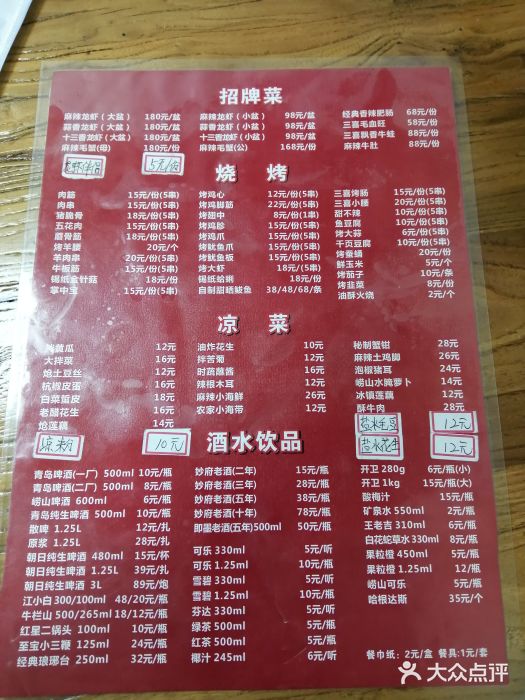 招牌菜
麻辣龙虾(大盆) 180元/盆 麻辣龙虾(小盆) 98元/盆 经典香辣肥肠 68元/份
蒜香龙虾(大盆) 180元/盆 蒜香龙虾(小盆) 98元/盆 三喜毛血旺 58元/份
十三香龙虾(大盆) 180元/盆 十三香龙虾(小盆) 98元/盆 三喜飘香牛蛙 88元/份
麻辣毛蟹(母) 180元/份 麻辣毛蟹(公) 168元/份 麻辣牛肚 88元/份
5元/份
烧烤
肉筋 15元/份(5串) 烤鸡心 12元/份(5串) 三喜烤肠 15元/份(5串)
肉串 15元/份(5串) 烤鸡脚筋 22元/份(5串) 三喜小腰 20元/份(2串)
猪脆骨 18元/份(5串) 烤翅中 8元/份(1串) 甜不辣 10元/份(5串)
五花肉 15元/份(5串) 烤鸡胗 15元/份(5串) 鱼豆腐 10元/份(5串)
腰骨筋 18元/份(5串) 烤鸡爪 15元/份(5串) 烤大蒜 6元/份(5串)
烤羊腰 20元/个 烤鱿鱼爪 15元/份(5串) 千页豆腐 10元/份(5串)
羊肉串 20元/份(5串) 烤鱿鱼板 15元/份(5串) 烤蚕蛹 20元/份
牛板筋 15元/份(5串) 烤大虾 18元/(5串) 鲜玉米 5元/个
锡纸金针菇 18元/份 锡纸蛤蜊 18元/份 烤茄子 10元/条
掌中宝 15元/份(5串) 自制甜晒鲅鱼 38/48/68/条 烤韭菜 8元/份
油酥火烧 2元/个
凉菜
黄瓜 12元 油炸花生 10元 秘制蟹钳 28元
大拌菜 16元 拌苦菊 12元 麻辣土鸡脚 26元
炝土豆丝 12元 时蔬蘸酱 16元 泡椒猪耳 24元
杭椒皮蛋 16元 辣根木耳 12元 崂山水腌萝卜 14元
白菜蜇皮 16元 麻辣小海鲜 26元 冰镇莲藕 12元
老醋花生 16元 农家小海带 12元 酥牛肉 28元
炝莲藕 14元 盐水毛豆 12元
凉粉 10元 盐水花生 12元
酒水饮品
青岛啤酒(一厂) 500ml 10元/瓶 妙府老酒(二年) 15元/瓶 开卫 280g 6元/瓶(小)
青岛啤酒(二厂) 500ml 8元/瓶 妙府老酒(三年) 28元/瓶 开卫 1kg 15元/瓶(大)
崂山啤酒 600ml 6元/瓶 妙府老酒(五年) 38元/瓶 酸梅汁 15元/瓶
青岛纯生啤酒 500ml 12元/瓶 妙府老酒(十年) 78元/瓶 矿泉水 550ml 2元/瓶
散啤 1.25L 12元/扎 即墨老酒(五年)500ml 50元/瓶 王老吉 310ml 6元/瓶
原浆 1.25L 28元/扎 白花蛇草水 330ml 8元/瓶
朝日纯生啤酒 480ml 15元/杯 可乐 330ml 5元/听 果粒橙 450ml 5元/瓶
朝日纯生啤酒 1.25L 39元/扎 可乐 1.25ml 10元/瓶 果粒橙 1.25ml 12/瓶
朝日纯生啤酒 3L 89元/炮 雪碧 330ml 5元/听 崂山可乐 5元/瓶
江小白 300/100ml 48/20元/瓶 雪碧 1.25ml 10元/瓶 哈根达斯 35元/个
牛栏山 500/265ml 18/12元/瓶 芬达 330ml 5元/听
红星二锅头 100ml 10元/瓶 绿茶 500ml 5元/瓶
至宝小三鞭 125ml 24元/瓶 红茶 500ml 5元/瓶
经典琅琊台 250ml 32元/瓶 椰汁 245ml 6元/听 餐巾纸:2元/盒 餐具:1元/套
大众点评